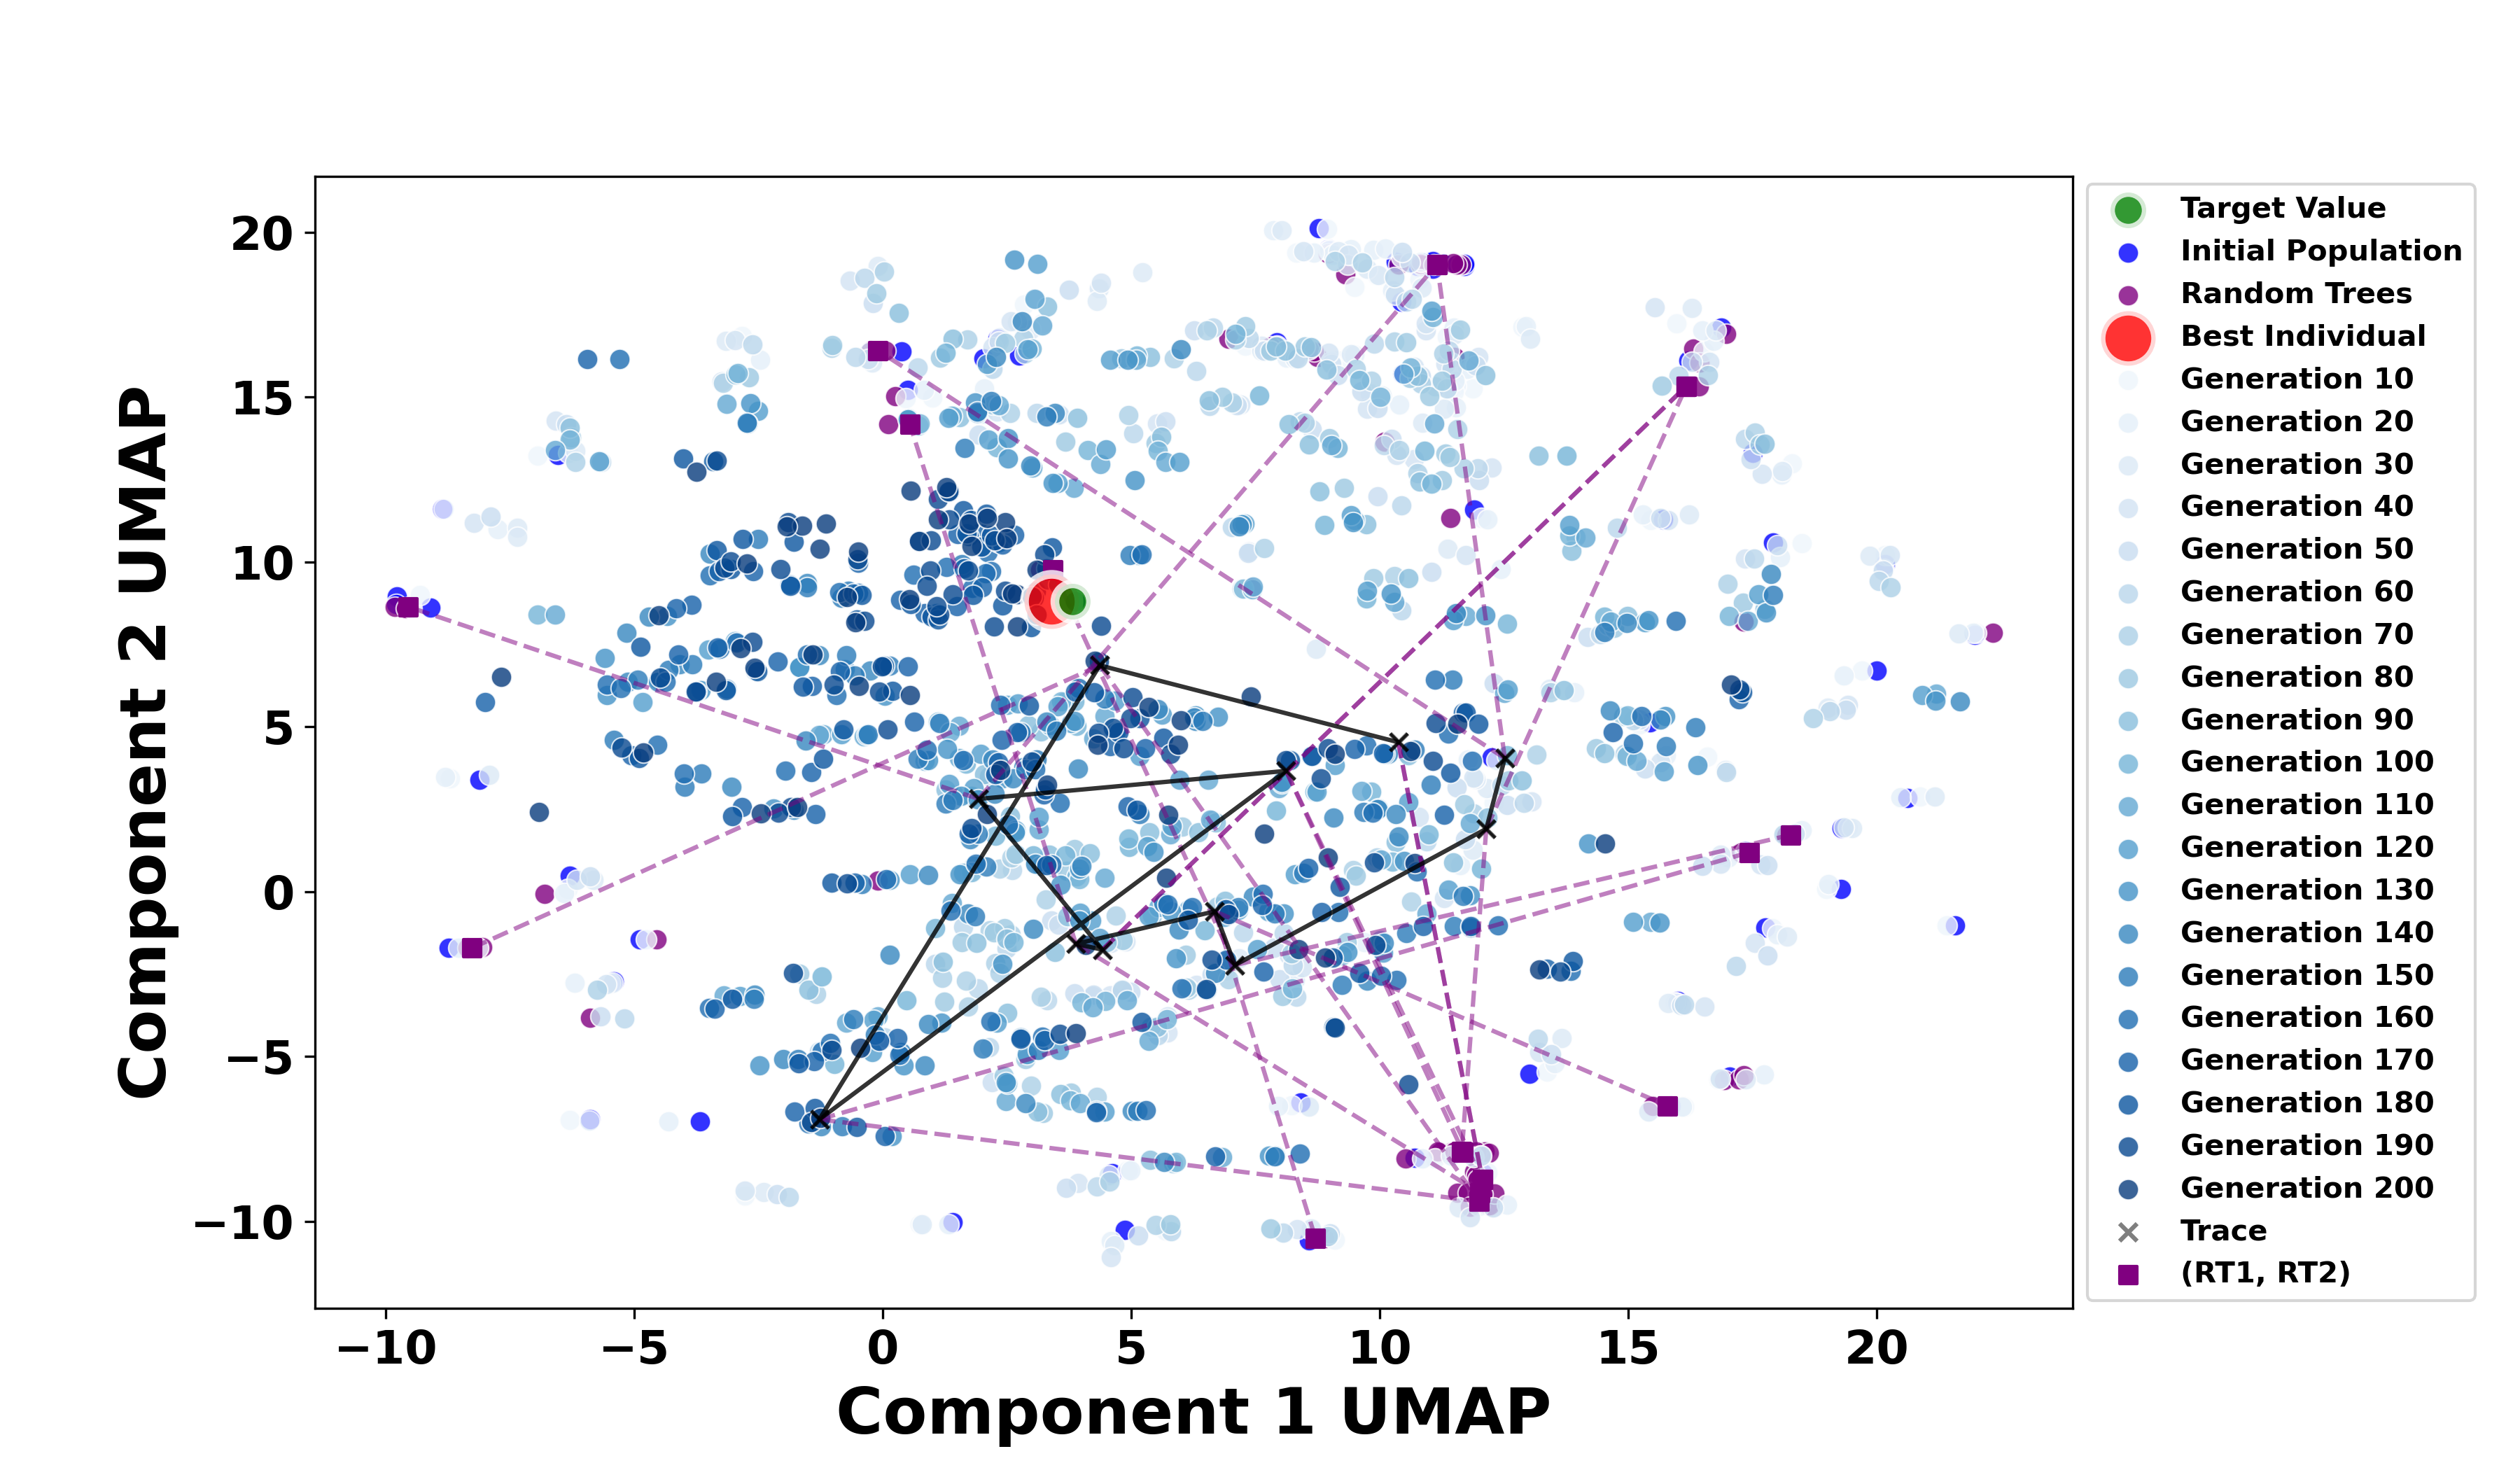 Component 2 UMAP
20
15
10
5
0
−5
−10
−10
−5
0
5
10
15
20
Component 1 UMAP
Target Value
Initial Population
Random Trees
Best Individual
Generation 10
Generation 20
Generation 30
Generation 40
Generation 50
Generation 60
Generation 70
Generation 80
Generation 90
Generation 100
Generation 110
Generation 120
Generation 130
Generation 140
Generation 150
Generation 160
Generation 170
Generation 180
Generation 190
Generation 200
Trace
(RT1, RT2)